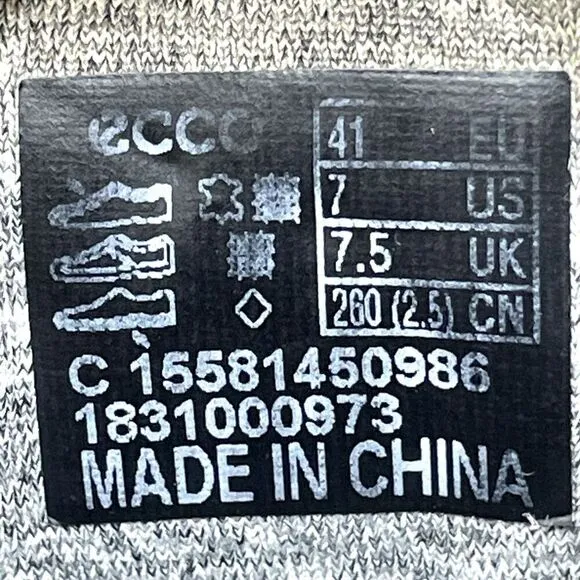 ecco
41 EU
7 US
7.5 UK
260 (2.5) CN
C 15581450986
1831000973
MADE IN CHINA